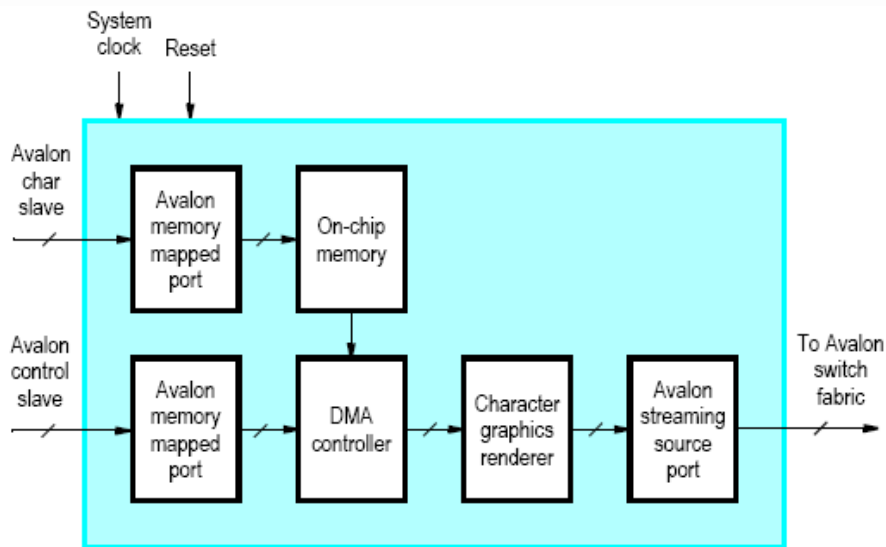 System
clock
Reset
Avalon
char
slave
Avalon
memory
mapped
port
On-chip
memory
Avalon
control
slave
Avalon
memory
mapped
port
DMA
controller
Character
graphics
renderer
Avalon
streaming
source
port
To Avalon
switch
fabric